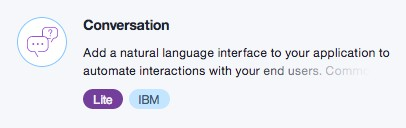 Conversation
Add a natural language interface to your application to
automate interactions with your end users.
Lite IBM